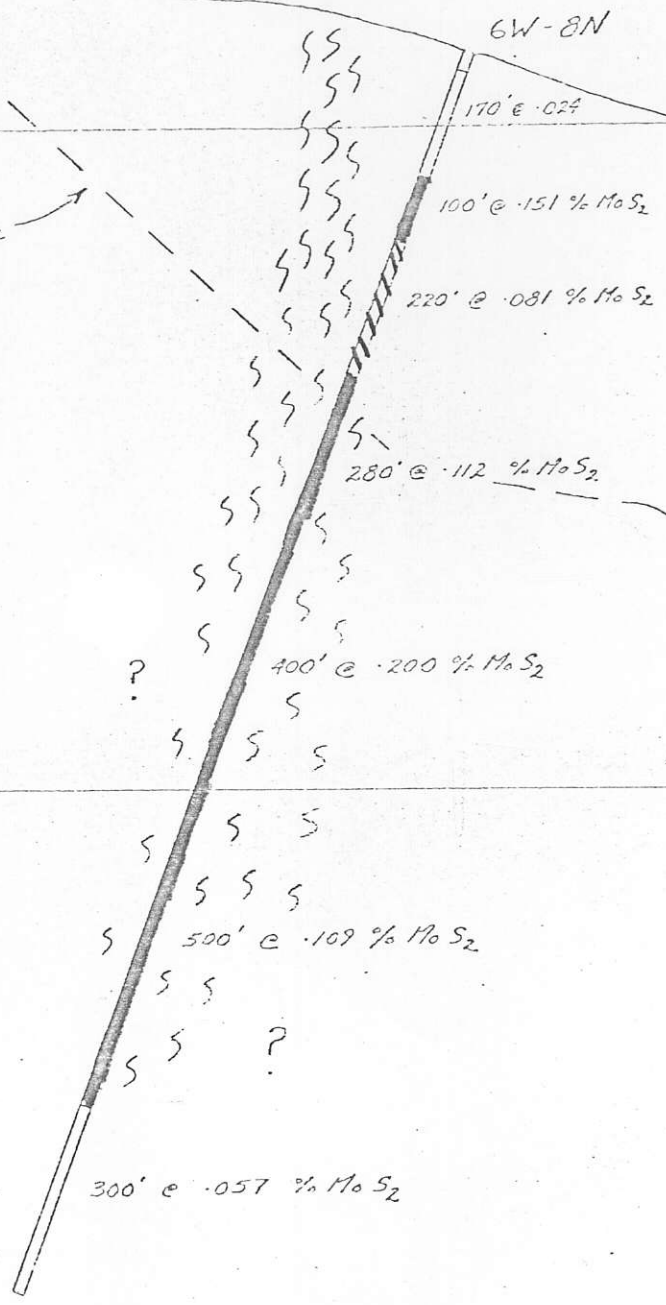 6W-8N
170' @ .024
100' @ .151 % MoS2
220' @ .081 % MoS2
280' @ .112 % MoS2
?
400' @ .200 % MoS2
500' @ .109 % MoS2
?
300' @ .057 % MoS2